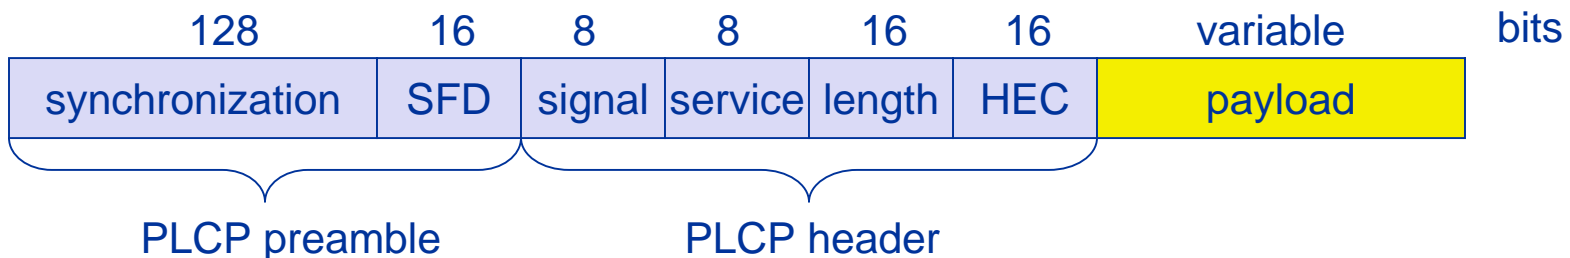 128 16 8 8 16 16 variable bits
synchronization SFD signal service length HEC payload
PLCP preamble PLCP header